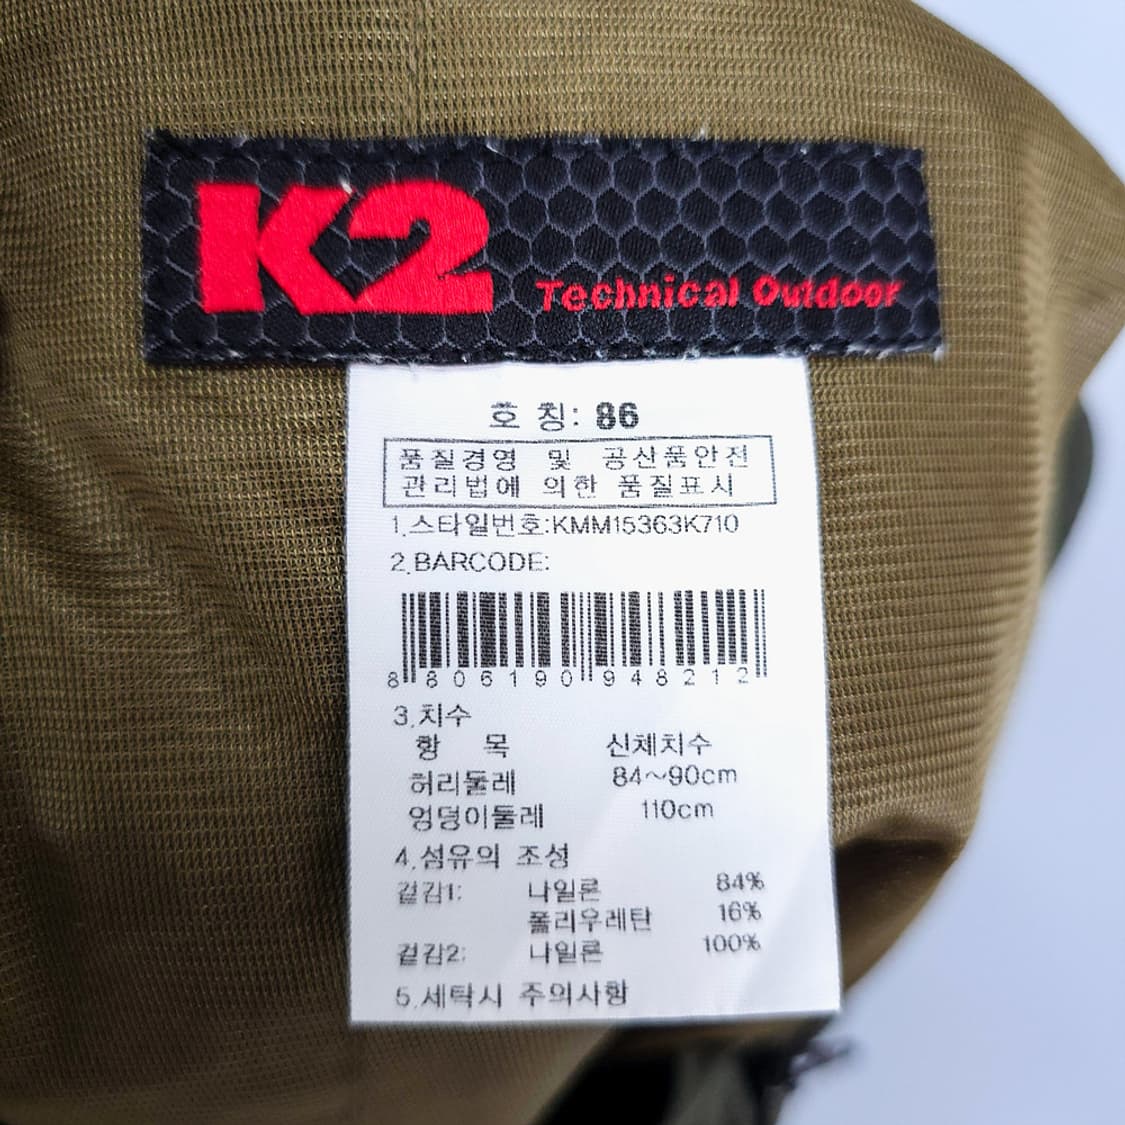 K2 Technical Outdoor
호 칭: 86
품질경영 및 공산품안전
관리법에 의한 품질표시
1.스타일번호:KMM15363K710
2.BARCODE:
8 806190 948212
3.치수
항 목 신체치수
허리둘레 84~90cm
엉덩이둘레 110cm
4.섬유의 조성
겉감1: 나일론 84%
폴리우레탄 16%
겉감2: 나일론 100%
5.세탁시 주의사항